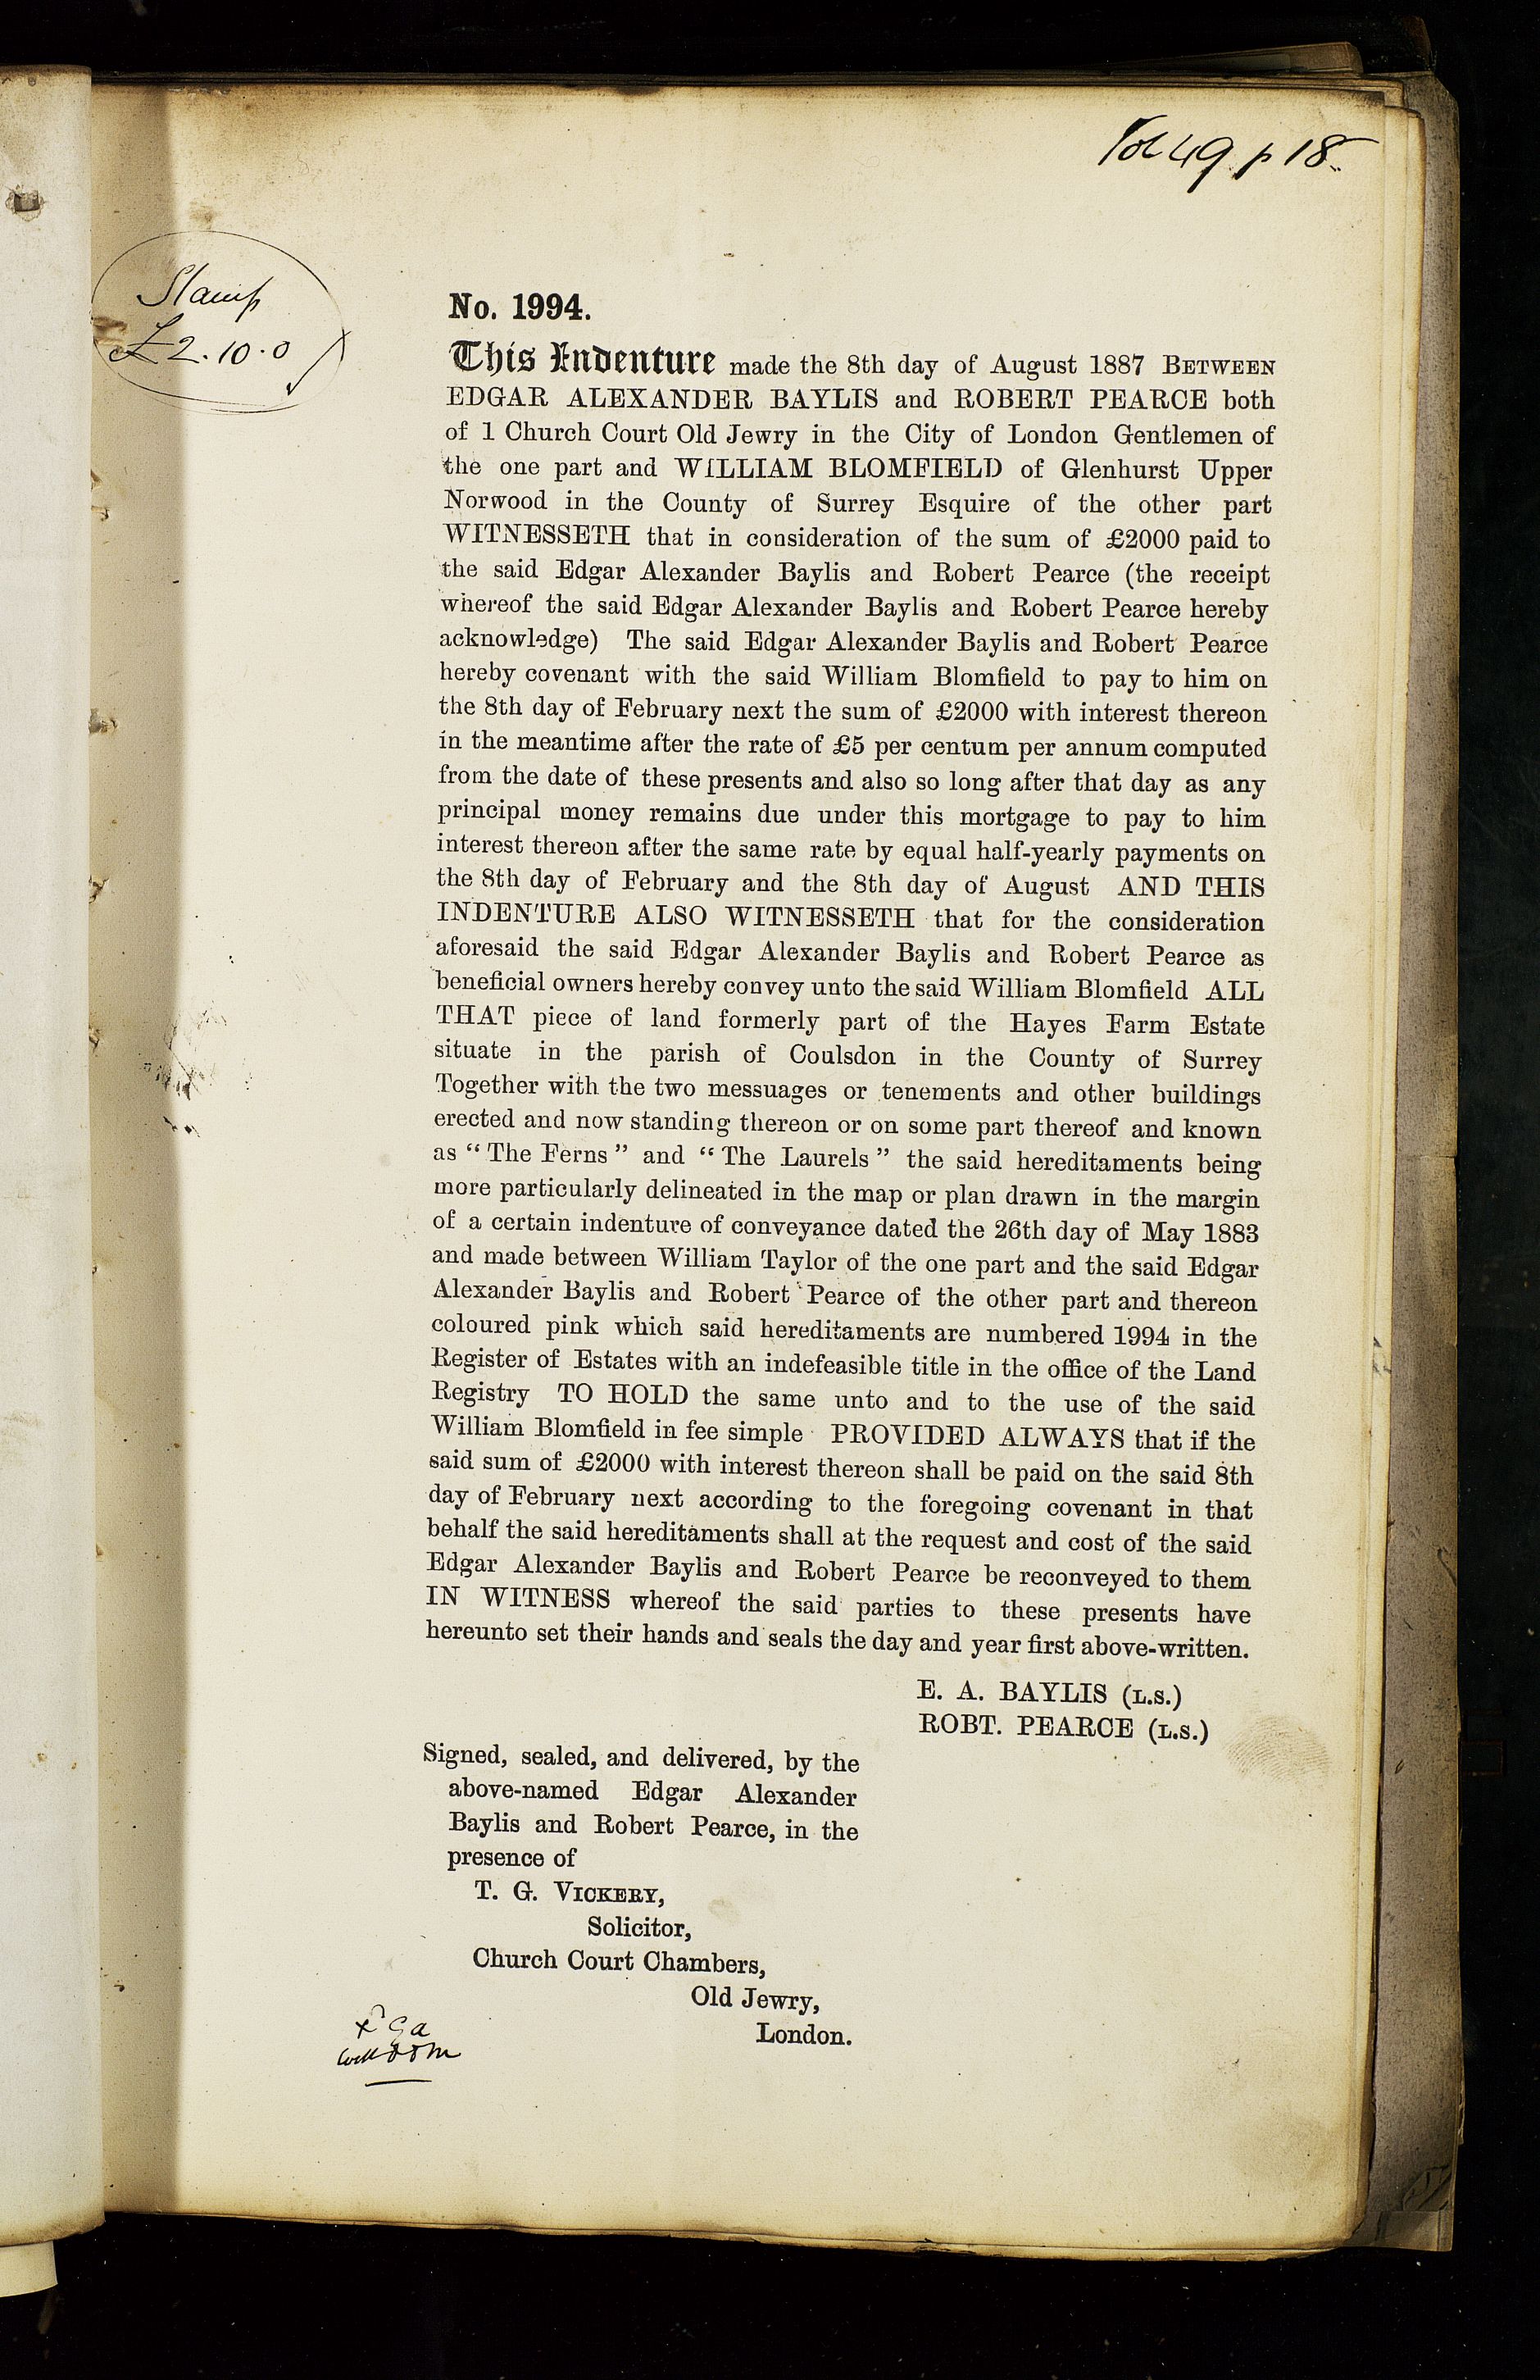 Vol 49 p 18
Stamp
£2.10.0
No. 1994.
This Indenture made the 8th day of August 1887 BETWEEN
EDGAR ALEXANDER BAYLIS and ROBERT PEARCE both
of 1 Church Court Old Jewry in the City of London Gentlemen of
the one part and WILLIAM BLOMFIELD of Glenhurst Upper
Norwood in the County of Surrey Esquire of the other part
WITNESSETH that in consideration of the sum of £2000 paid to
the said Edgar Alexander Baylis and Robert Pearce (the receipt
whereof the said Edgar Alexander Baylis and Robert Pearce hereby
acknowledge) The said Edgar Alexander Baylis and Robert Pearce
hereby covenant with the said William Blomfield to pay to him on
the 8th day of February next the sum of £2000 with interest thereon
in the meantime after the rate of £5 per centum per annum computed
from the date of these presents and also so long after that day as any
principal money remains due under this mortgage to pay to him
interest thereon after the same rate by equal half-yearly payments on
the 8th day of February and the 8th day of August AND THIS
INDENTURE ALSO WITNESSETH that for the consideration
aforesaid the said Edgar Alexander Baylis and Robert Pearce as
beneficial owners hereby convey unto the said William Blomfield ALL
THAT piece of land formerly part of the Hayes Farm Estate
situate in the parish of Coulsdon in the County of Surrey
Together with the two messuages or tenements and other buildings
erected and now standing thereon or on some part thereof and known
as “ The Ferns ” and “ The Laurels ” the said hereditaments being
more particularly delineated in the map or plan drawn in the margin
of a certain indenture of conveyance dated the 26th day of May 1883
and made between William Taylor of the one part and the said Edgar
Alexander Baylis and Robert Pearce of the other part and thereon
coloured pink which said hereditaments are numbered 1994 in the
Register of Estates with an indefeasible title in the office of the Land
Registry TO HOLD the same unto and to the use of the said
William Blomfield in fee simple PROVIDED ALWAYS that if the
said sum of £2000 with interest thereon shall be paid on the said 8th
day of February next according to the foregoing covenant in that
behalf the said hereditaments shall at the request and cost of the said
Edgar Alexander Baylis and Robert Pearce be reconveyed to them
IN WITNESS whereof the said parties to these presents have
hereunto set their hands and seals the day and year first above-written.
E. A. BAYLIS (L.S.)
ROBT. PEARCE (L.S.)
Signed, sealed, and delivered, by the
above-named Edgar Alexander
Baylis and Robert Pearce, in the
presence of
T. G. VICKERY,
Solicitor,
Church Court Chambers,
Old Jewry,
London.